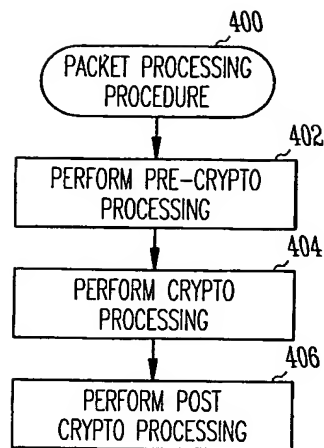 400
PACKET PROCESSING
PROCEDURE
402
PERFORM PRE-CRYPTO
PROCESSING
404
PERFORM CRYPTO
PROCESSING
406
PERFORM POST
CRYPTO PROCESSING